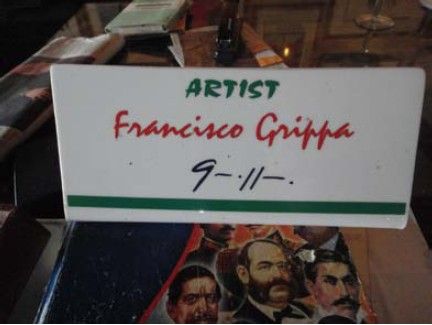 ARTIST
Francisco Grippa
9-.11-.